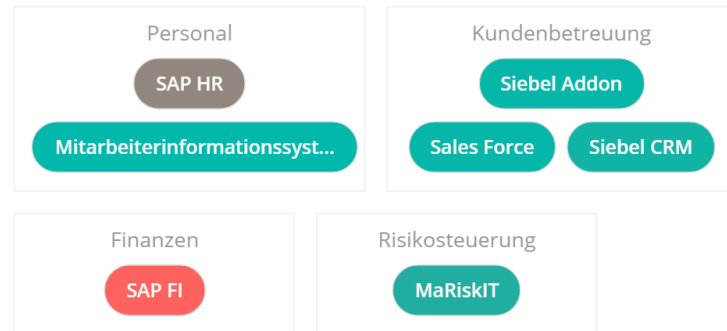 Personal
SAP HR
Mitarbeiterinformationssyst...
Kundenbetreuung
Siebel Addon
Sales Force
Siebel CRM
Finanzen
SAP FI
Risikosteuerung
MaRiskIT